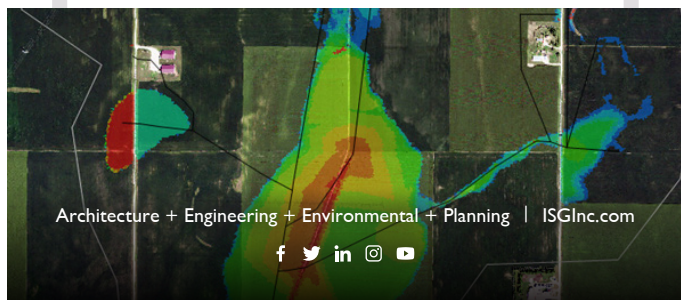 Architecture + Engineering + Environmental + Planning | ISGInc.com